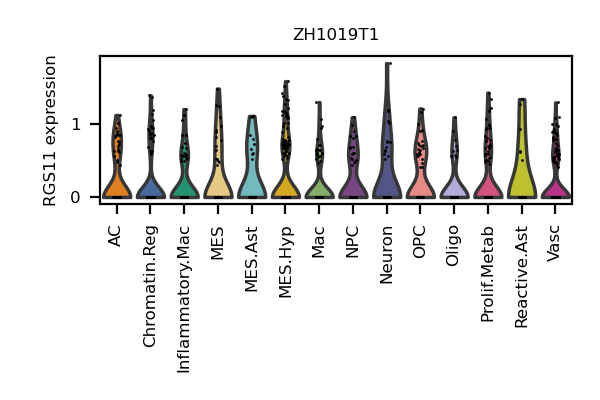 ZH1019T1
RGS11 expression
1
0
AC
Chromatin.Reg
Inflammatory.Mac
MES
MES.Ast
MES.Hyp
Mac
NPC
Neuron
OPC
Oligo
Prolif.Metab
Reactive.Ast
Vasc